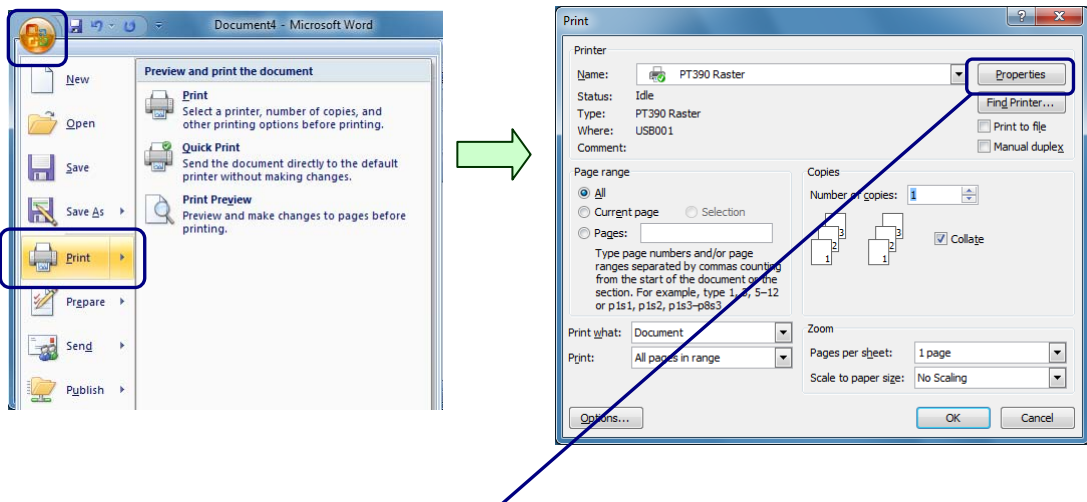 Document4 - Microsoft Word
New
Open
Save
Save As
Print
Prepare
Send
Publish
Preview and print the document
Print
Select a printer, number of copies, and
other printing options before printing.
Quick Print
Send the document directly to the default
printer without making changes.
Print Preview
Preview and make changes to pages before
printing.
Print
Printer
Name: PT390 Raster
Properties
Status: Idle
Find Printer...
Type: PT390 Raster
Where: USB001
Print to file
Comment:
Manual duplex
Page range
All
Current page Selection
Pages:
Type page numbers and/or page
ranges separated by commas counting
from the start of the document or the
section. For example, type 1, 3, 5–12
or p1s1, p1s2, p1s3–p8s3
Copies
Number of copies: 1
3 3
2 2
1 1
Collate
Print what: Document
Print: All pages in range
Zoom
Pages per sheet: 1 page
Scale to paper size: No Scaling
Options...
OK Cancel